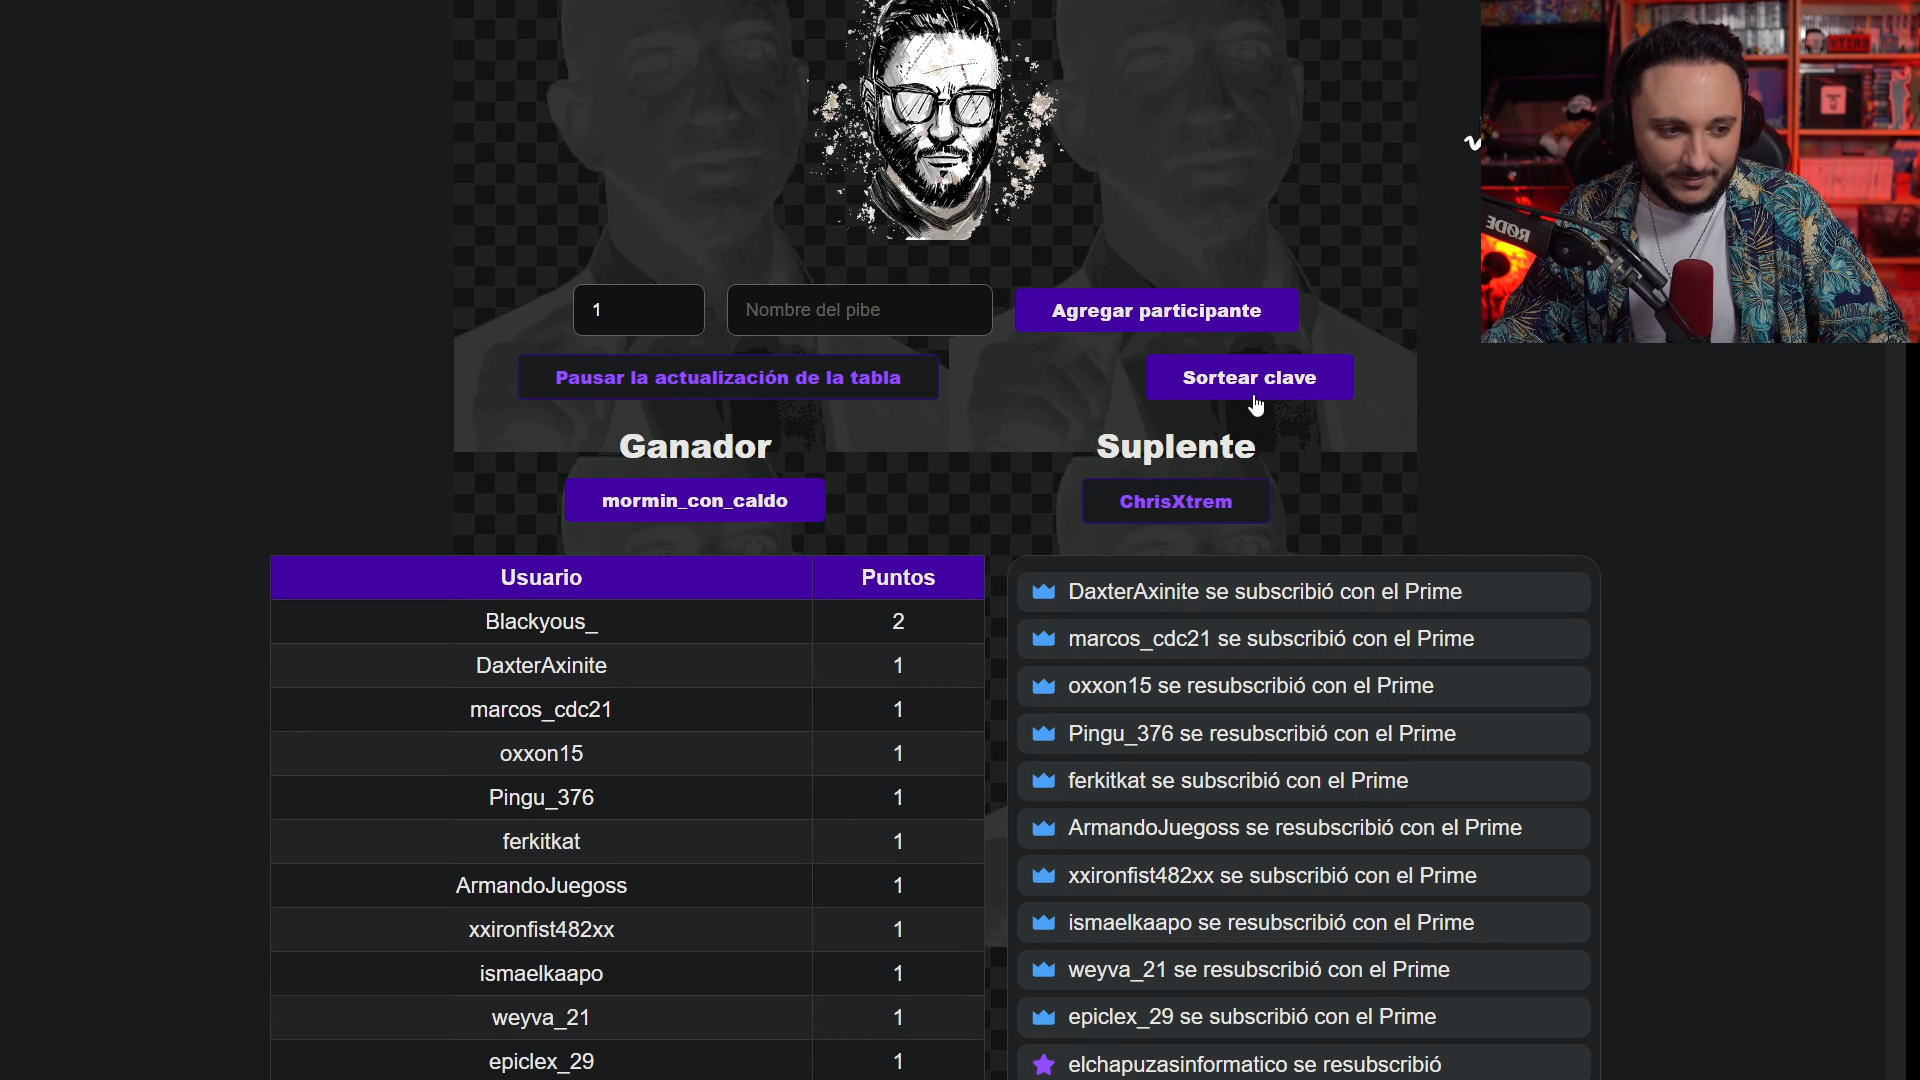 1
Nombre del pibe
Agregar participante
Pausar la actualización de la tabla
Sortear clave
Ganador
Suplente
mormin_con_caldo
ChrisXtrem
Usuario Puntos
Blackyous_ 2
DaxterAxinite 1
marcos_cdc21 1
oxxon15 1
Pingu_376 1
ferkitkat 1
ArmandoJuegoss 1
xxironfist482xx 1
ismaelkaapo 1
weyva_21 1
epiclex_29 1
DaxterAxinite se subscribió con el Prime
marcos_cdc21 se subscribió con el Prime
oxxon15 se resubscribió con el Prime
Pingu_376 se resubscribió con el Prime
ferkitkat se subscribió con el Prime
ArmandoJuegoss se resubscribió con el Prime
xxironfist482xx se subscribió con el Prime
ismaelkaapo se resubscribió con el Prime
weyva_21 se resubscribió con el Prime
epiclex_29 se subscribió con el Prime
elchapuzasinformatico se resubscribió
RØDE